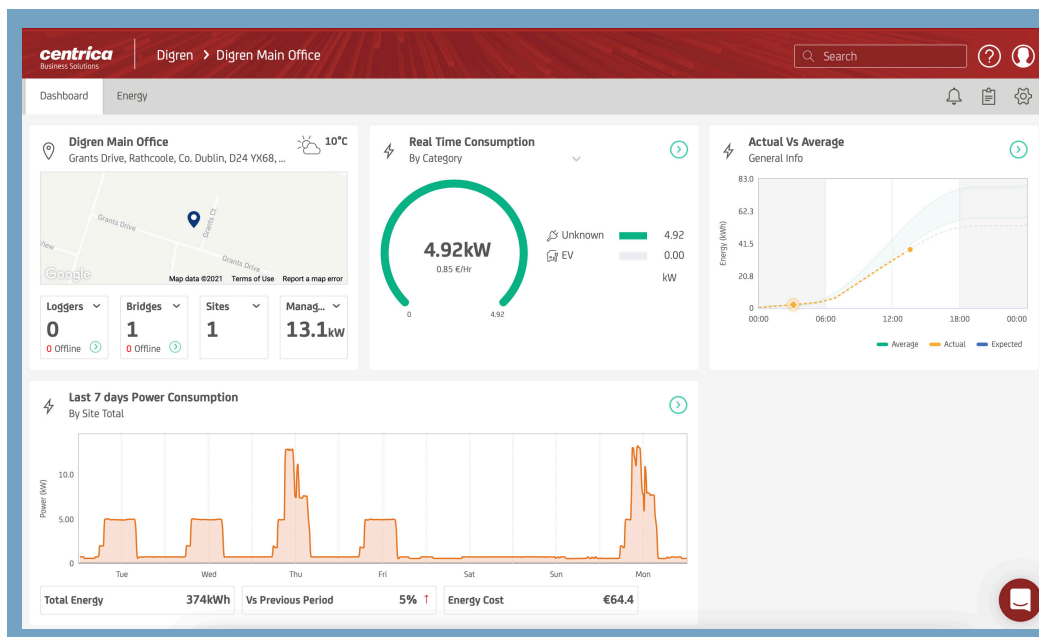 centrica
Business Solutions
Digren > Digren Main Office
Search
?
Dashboard Energy
Digren Main Office
Grants Drive, Rathcoole, Co. Dublin, D24 YX68, ...
10°C
Grants Drive
Grants Ct
View
Grants Drive
Google
Map data ©2021 Terms of Use Report a map error
Loggers
0
0 Offline
Bridges
1
0 Offline
Sites
1
Manag...
13.1kW
Real Time Consumption
By Category
4.92kW
0.85 €/Hr
0 4.92
Unknown 4.92
EV 0.00
kW
Actual Vs Average
General Info
Energy (kWh)
83.0
62.3
41.5
20.8
0
00:00 06:00 12:00 18:00 00:00
Average Actual Expected
Last 7 days Power Consumption
By Site Total
Power (kW)
10.0
5.00
0
Tue Wed Thu Fri Sat Sun Mon
Total Energy 374kWh
Vs Previous Period 5% ↑
Energy Cost €64.4